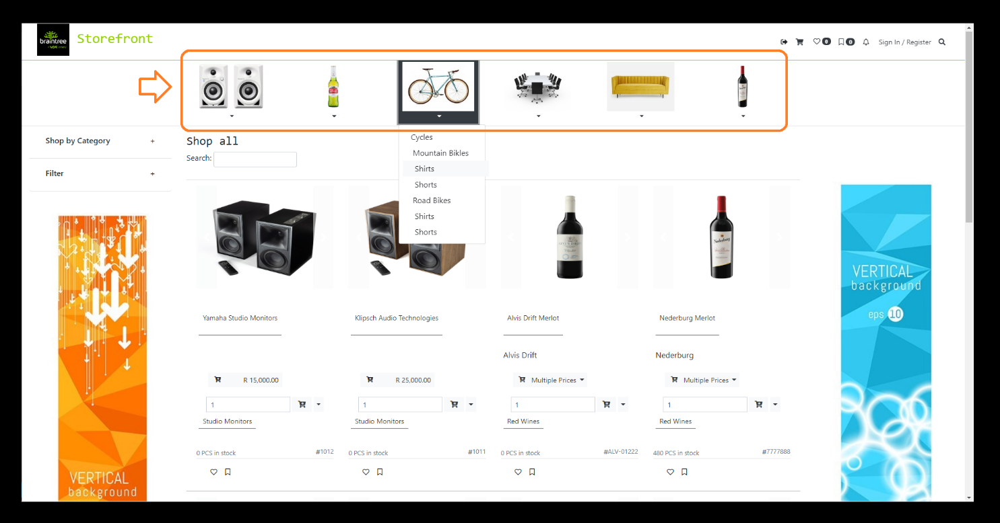 braintree
Storefront
0
0
Sign In / Register
Shop by Category +
Filter +
Shop all
Search:
Cycles
Mountain Bikles
Shirts
Shorts
Road Bikes
Shirts
Shorts
VERTICAL
background
VERTICAL
background
eps 10
Yamaha Studio Monitors
Klipsch Audio Technologies
Alvis Drift Merlot
Nederburg Merlot
Alvis Drift
Nederburg
R 15,000.00
R 25,000.00
Multiple Prices
Multiple Prices
1
1
1
1
Studio Monitors
Studio Monitors
Red Wines
Red Wines
0 PCS in stock #1012
0 PCS in stock #1011
0 PCS in stock #ALV-01222
480 PCS in stock #7777888